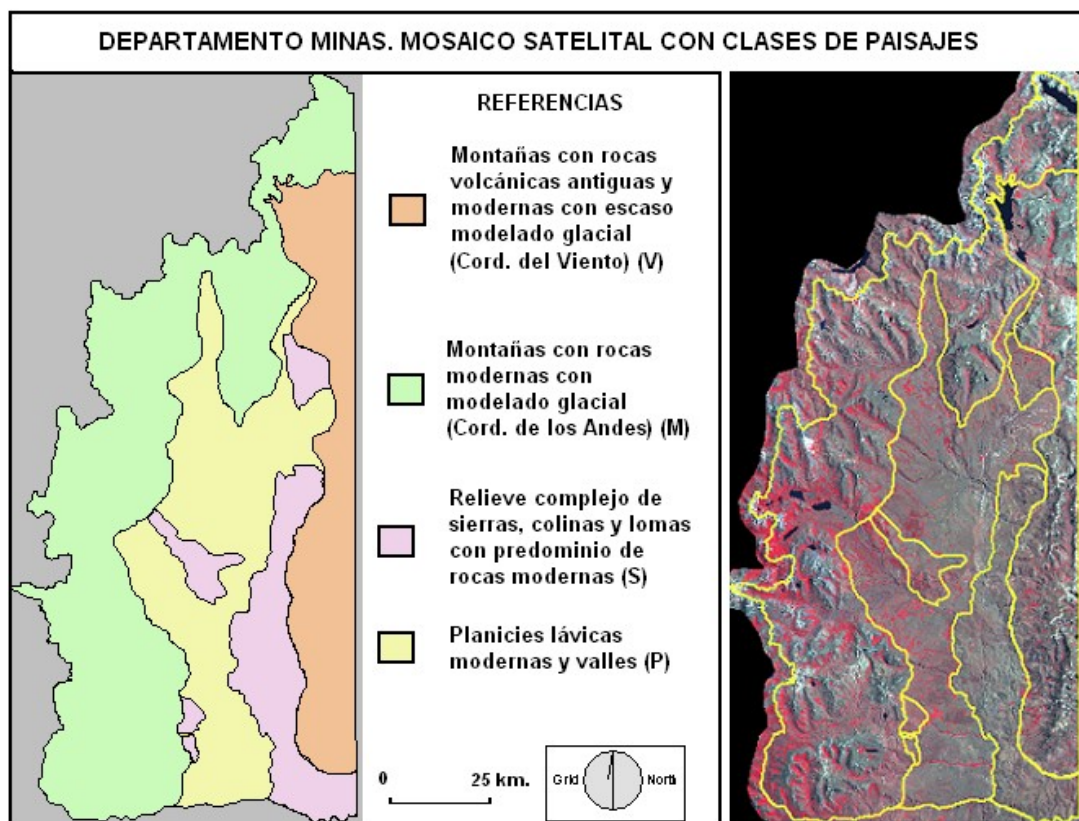 DEPARTAMENTO MINAS. MOSAICO SATELITAL CON CLASES DE PAISAJES
REFERENCIAS
Montañas con rocas
volcánicas antiguas y
modernas con escaso
modelado glacial
(Cord. del Viento) (V)
Montañas con rocas
modernas con
modelado glacial
(Cord. de los Andes) (M)
Relieve complejo de
sierras, colinas y lomas
con predominio de
rocas modernas (S)
Planicies lávicas
modernas y valles (P)
0 25 km.
Grid North